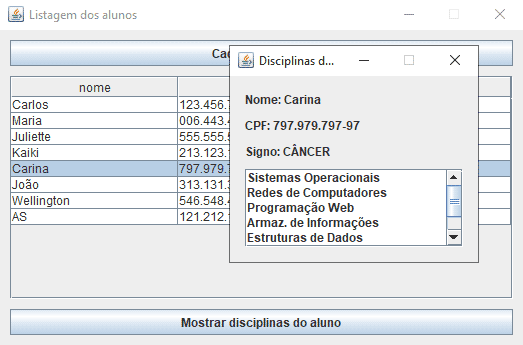 Listagem dos alunos
Disciplinas d...
nome
Carlos 123.456.7
Maria 006.443.4
Juliette 555.555.5
Kaiki 213.123.1
Carina 797.979.7
João 313.131.3
Wellington 546.548.4
AS 121.212.1
Nome: Carina
CPF: 797.979.797-97
Signo: CÂNCER
Sistemas Operacionais
Redes de Computadores
Programação Web
Armaz. de Informações
Estruturas de Dados
Mostrar disciplinas do aluno